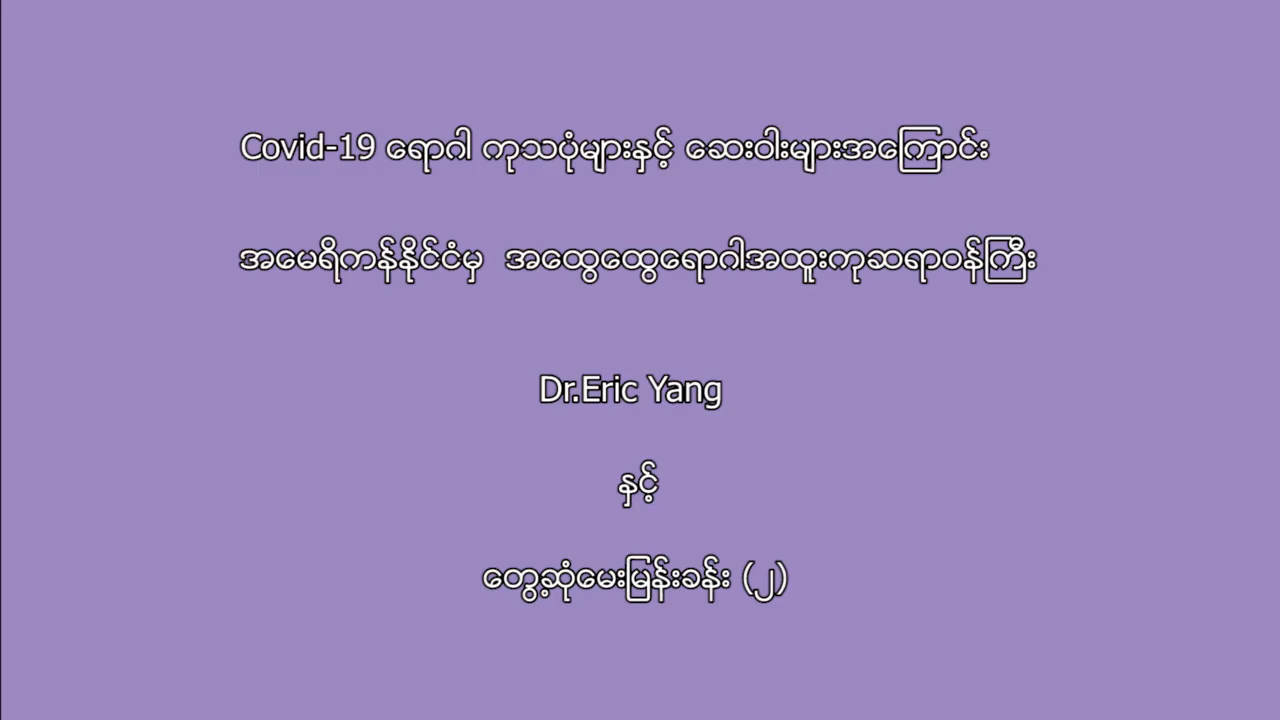 Covid-19 ရောဂါ ကုသပုံများနှင့် ဆေးဝါးများအကြောင်း
အမေရိကန်နိုင်ငံမှ အထွေထွေရောဂါအထူးကုဆရာဝန်ကြီး
Dr.Eric Yang
နှင့်
တွေ့ဆုံမေးမြန်းခန်း (၂)